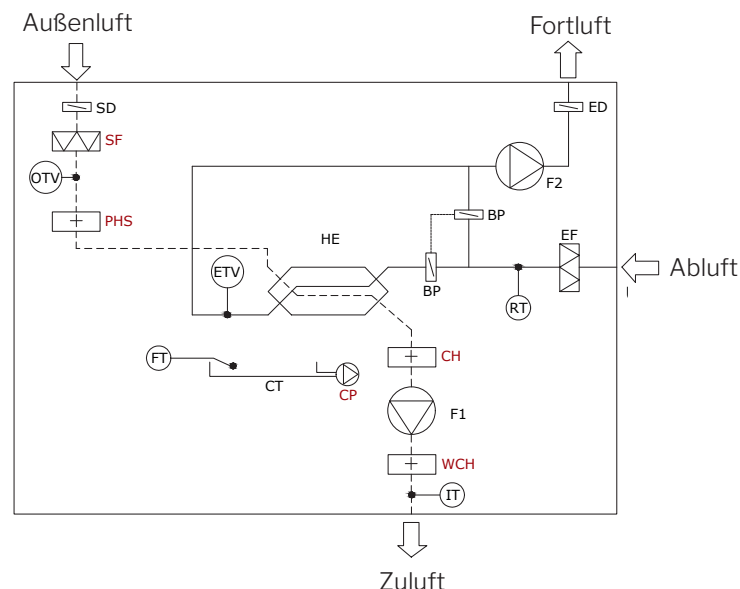 Außenluft
Fortluft
SD
ED
SF
OTV
F2
PHS
BP
HE
EF
ETV
Abluft
BP
RT
FT
CH
CT
CP
F1
WCH
IT
Zuluft